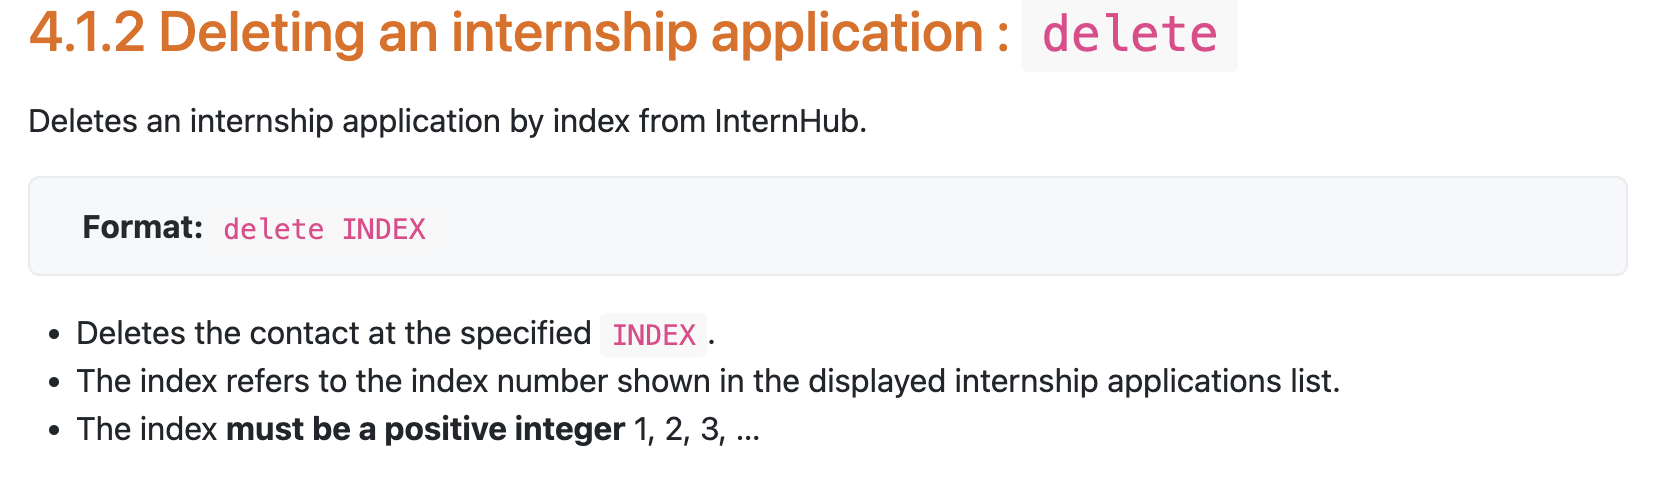 4.1.2 Deleting an internship application : delete
Deletes an internship application by index from InternHub.
Format: delete INDEX
• Deletes the contact at the specified INDEX .
• The index refers to the index number shown in the displayed internship applications list.
• The index must be a positive integer 1, 2, 3, ...